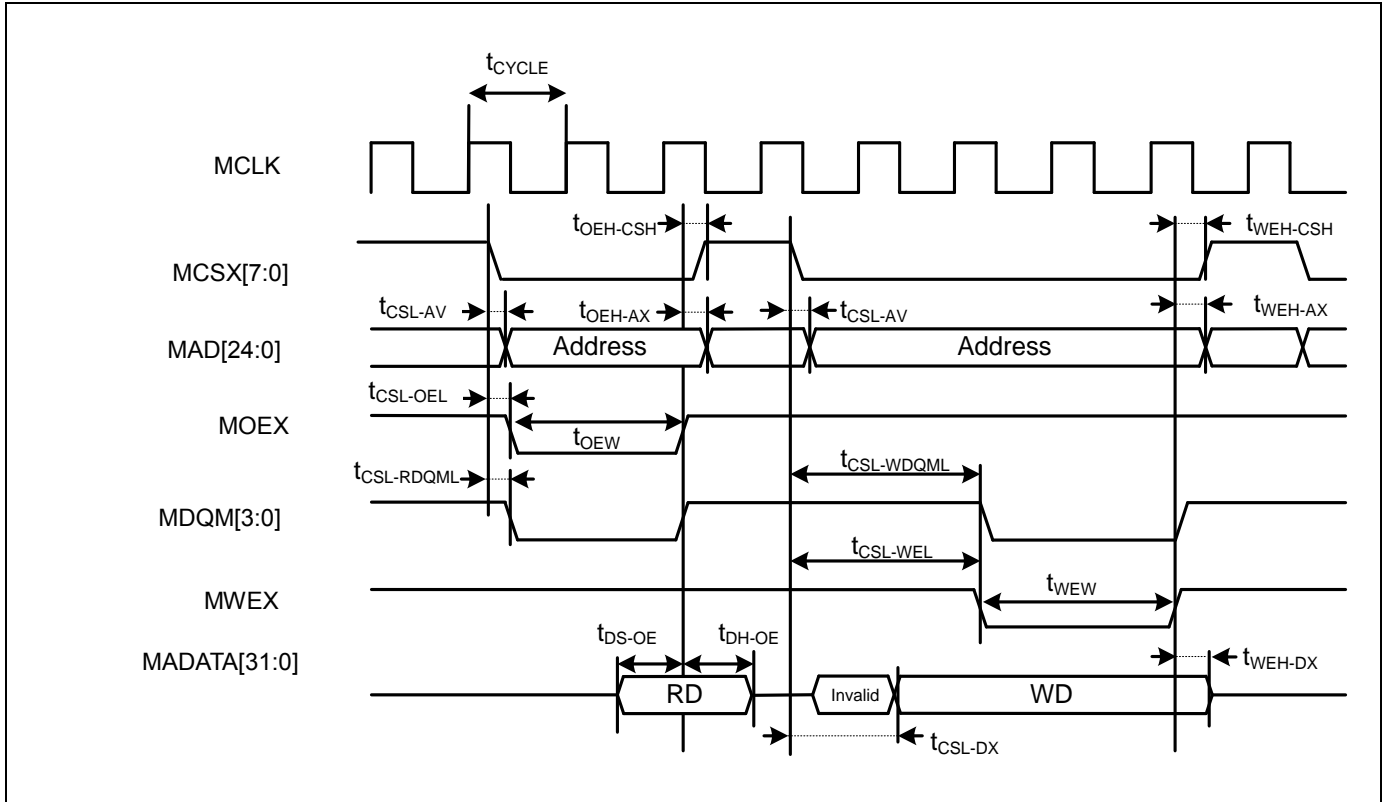 tCYCLE
MCLK
tOEH-CSH tWEH-CSH
MCSX[7:0]
tCSL-AV tOEH-AX tCSL-AV tWEH-AX
MAD[24:0] Address Address
tCSL-OEL
MOEX
tOEW
tCSL-RDQML tCSL-WDQML
MDQM[3:0]
tCSL-WEL
MWEX tWEW
tDS-OE tDH-OE
MADATA[31:0] tWEH-DX
RD Invalid WD
tCSL-DX